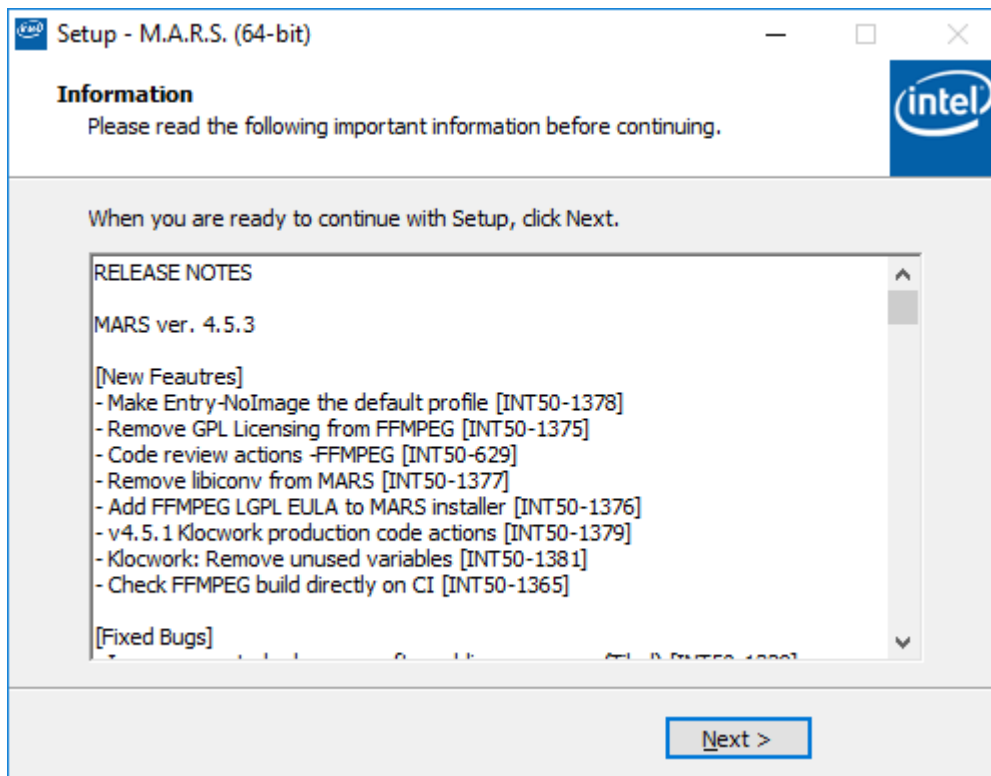 Setup - M.A.R.S. (64-bit)
Information
Please read the following important information before continuing.
intel
When you are ready to continue with Setup, click Next.
RELEASE NOTES
MARS ver. 4.5.3
[New Feautres]
- Make Entry-NoImage the default profile [INT50-1378]
- Remove GPL Licensing from FFMPEG [INT50-1375]
- Code review actions -FFMPEG [INT50-629]
- Remove libiconv from MARS [INT50-1377]
- Add FFMPEG LGPL EULA to MARS installer [INT50-1376]
- v4.5.1 Klocwork production code actions [INT50-1379]
- Klocwork: Remove unused variables [INT50-1381]
- Check FFMPEG build directly on CI [INT50-1365]
[Fixed Bugs]
Next >